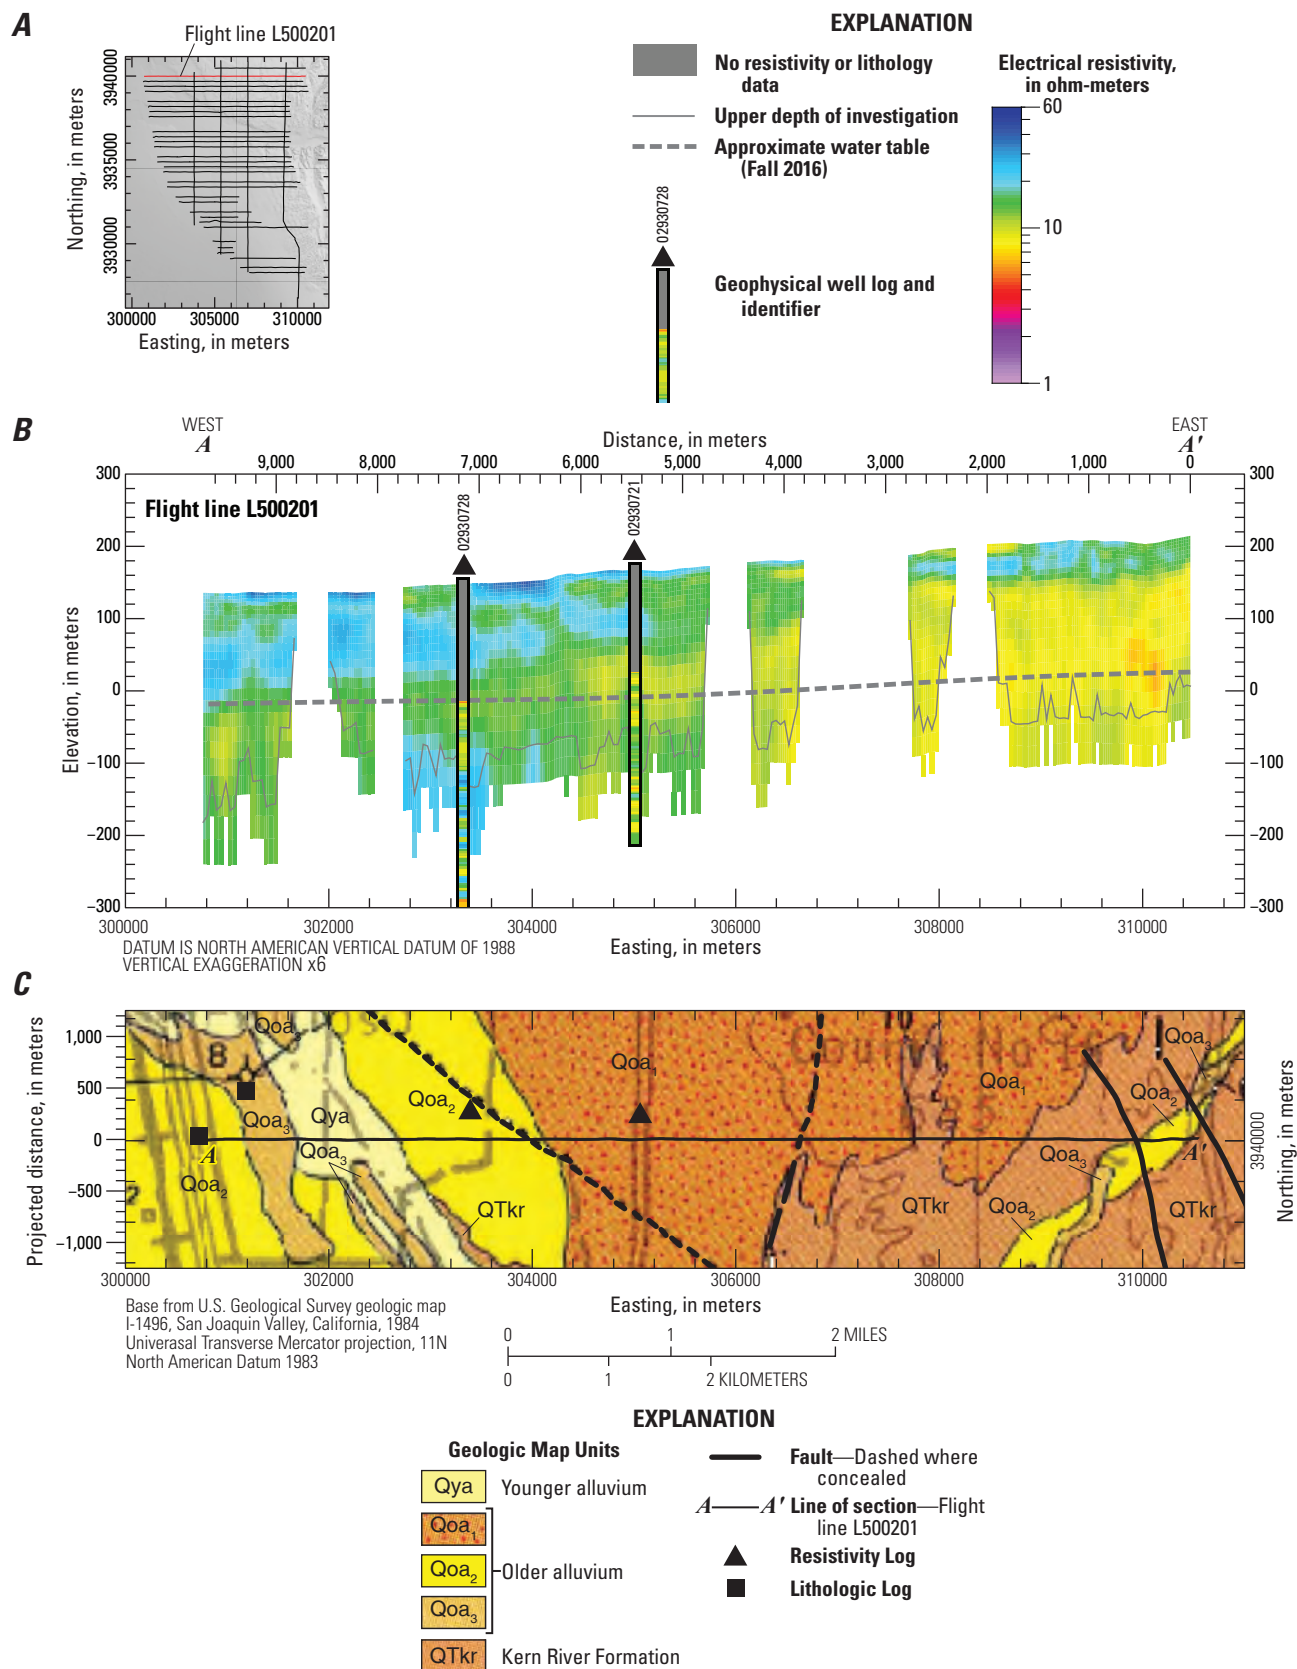 A
Flight line L500201
Northing, in meters
3940000
3935000
3930000
300000 305000 310000
Easting, in meters
EXPLANATION
No resistivity or lithology
data
Upper depth of investigation
Approximate water table
(Fall 2016)
02930728
Geophysical well log and
identifier
Electrical resistivity,
in ohm-meters
60
10
1
B
WEST
A
EAST
A′
Distance, in meters
9,000 8,000 7,000 6,000 5,000 4,000 3,000 2,000 1,000 0
Flight line L500201
02930728
02930721
Elevation, in meters
300
200
100
0
−100
−200
−300
300
200
100
0
−100
−200
−300
300000 302000 304000 306000 308000 310000
Easting, in meters
DATUM IS NORTH AMERICAN VERTICAL DATUM OF 1988
VERTICAL EXAGGERATION x6
C
Projected distance, in meters
1,000
500
0
−500
−1,000
Qoa3
8
Qoa3
Qya
Qoa3
Qoa2
A
Qoa2
QTkr
Qoa1
Qoa1
Qoa3
Qoa2
Qoa3
A′
QTkr
Qoa2
QTkr
3940000
Northing, in meters
300000 302000 304000 306000 308000 310000
Easting, in meters
Base from U.S. Geological Survey geologic map
I-1496, San Joaquin Valley, California, 1984
Univerasal Transverse Mercator projection, 11N
North American Datum 1983
0 1 2 MILES
0 1 2 KILOMETERS
EXPLANATION
Geologic Map Units
Qya Younger alluvium
Qoa1
Qoa2 Older alluvium
Qoa3
QTkr Kern River Formation
Fault—Dashed where
concealed
A A′ Line of section—Flight
line L500201
Resistivity Log
Lithologic Log